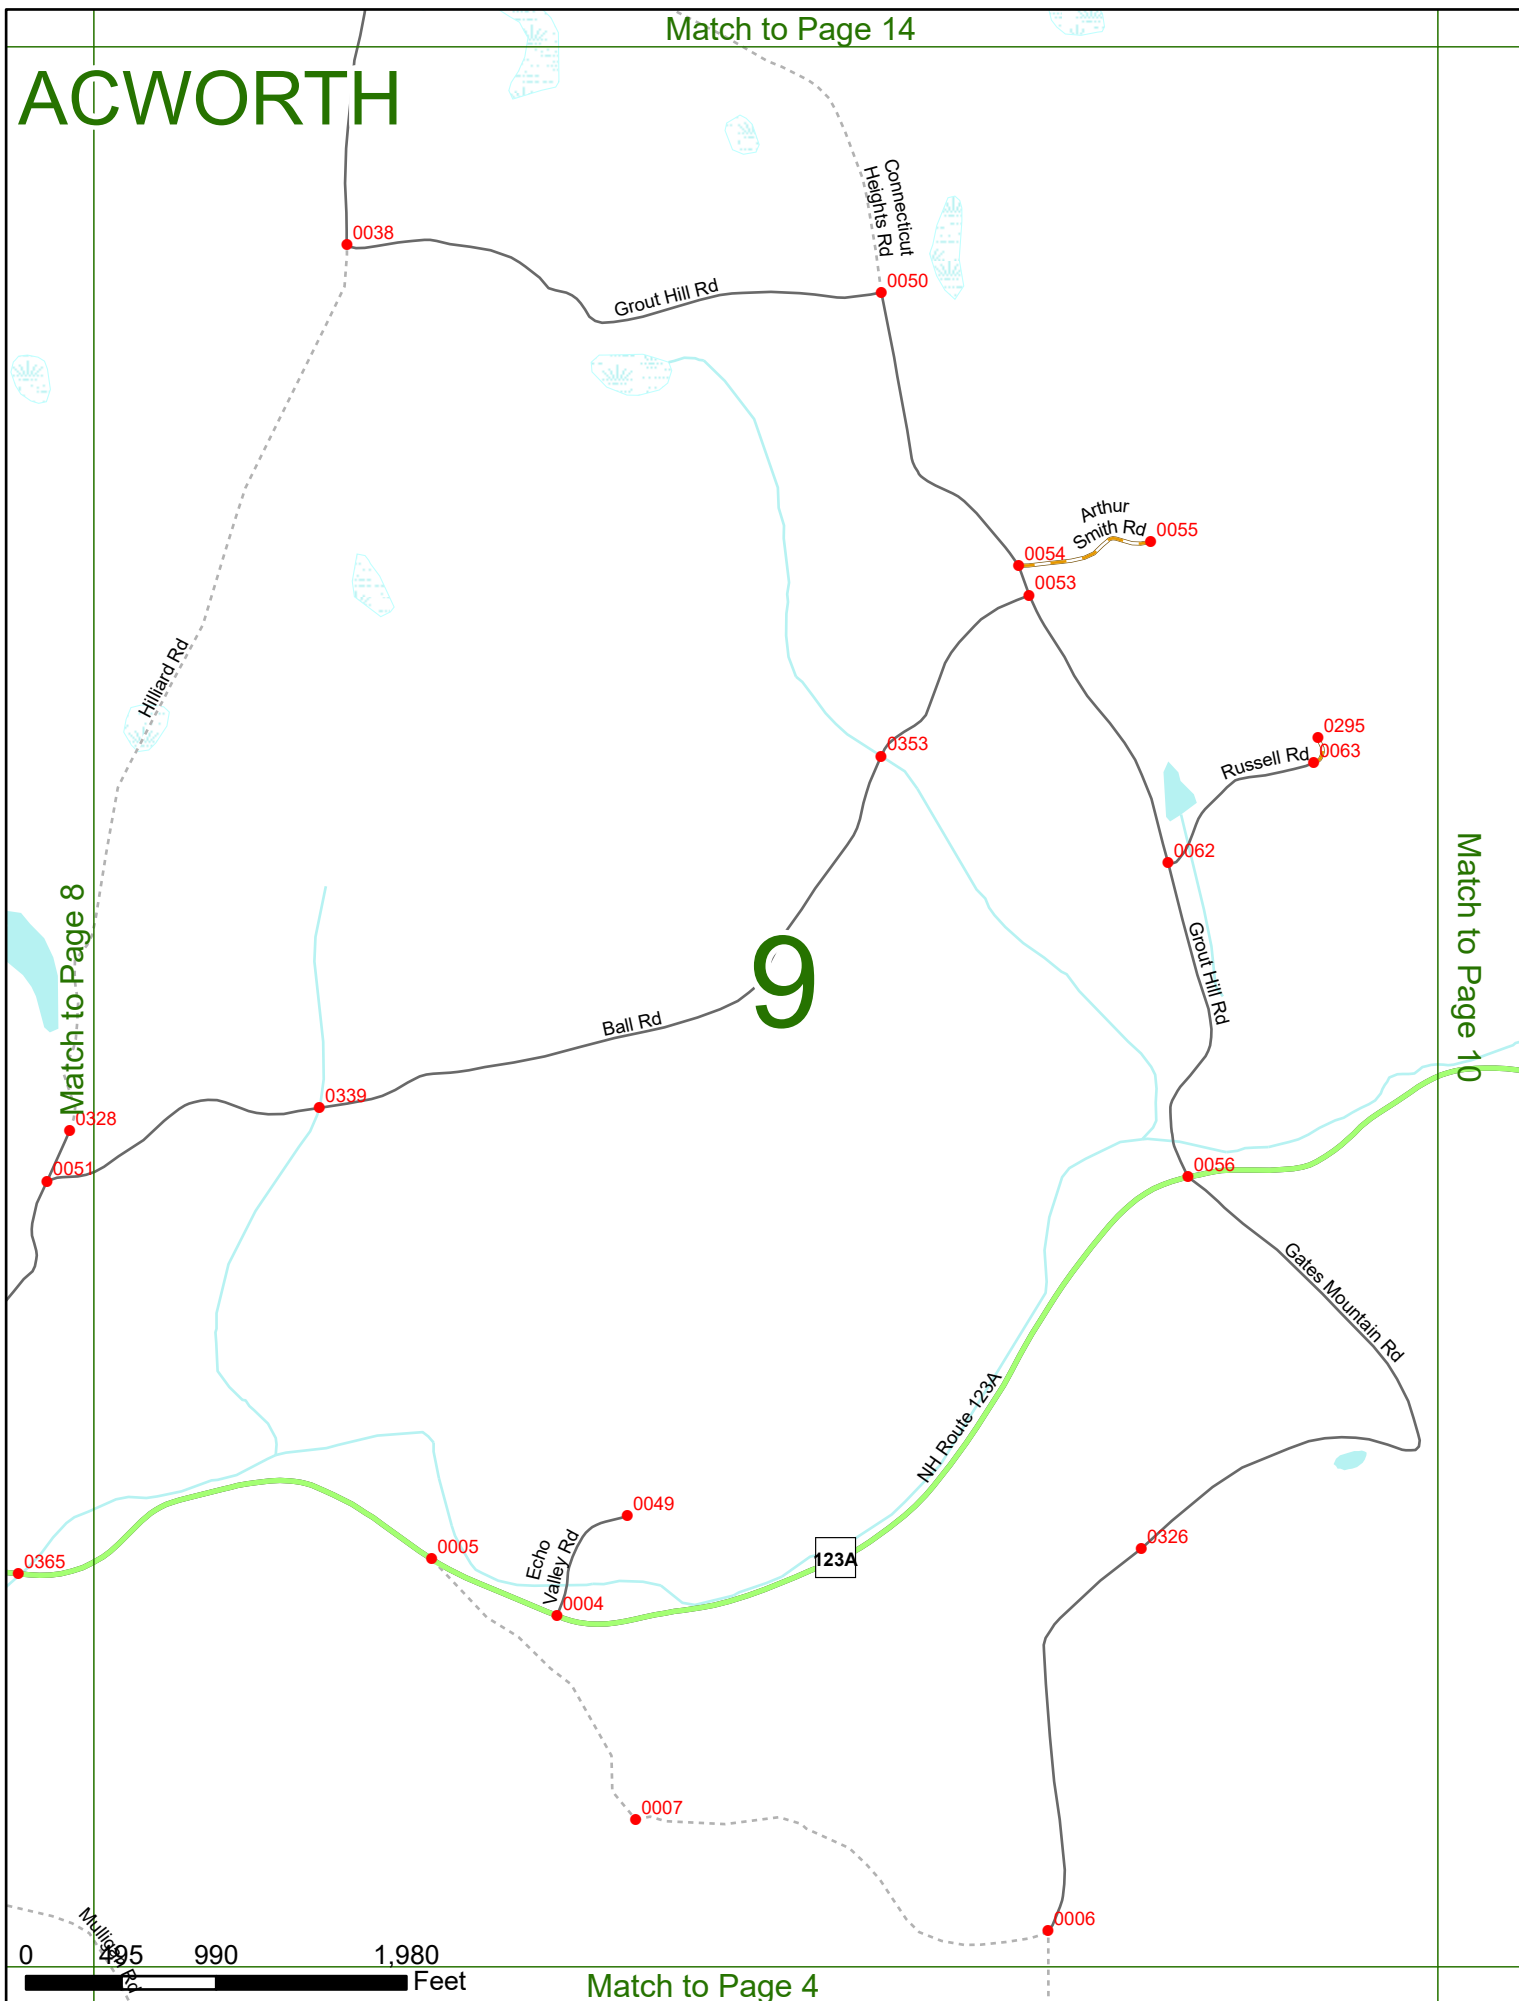 Match to Page 14
ACWORTH
Connecticut
Heights Rd
0038
0050
Grout Hill Rd
Arthur
Smith Rd
0055
0054
0053
Hilliard Rd
0295
0353
0063
Russell Rd
0062
Match to Page 8
Match to Page 10
9
Grout Hill Rd
Ball Rd
0339
0328
0051
0056
Gates Mountain Rd
NH Route 123A
0049
Echo
Valley Rd
0005
0326
123A
0365
0004
0007
0006
Mulligan Rd
0 495 990 1,980
Feet
Match to Page 4